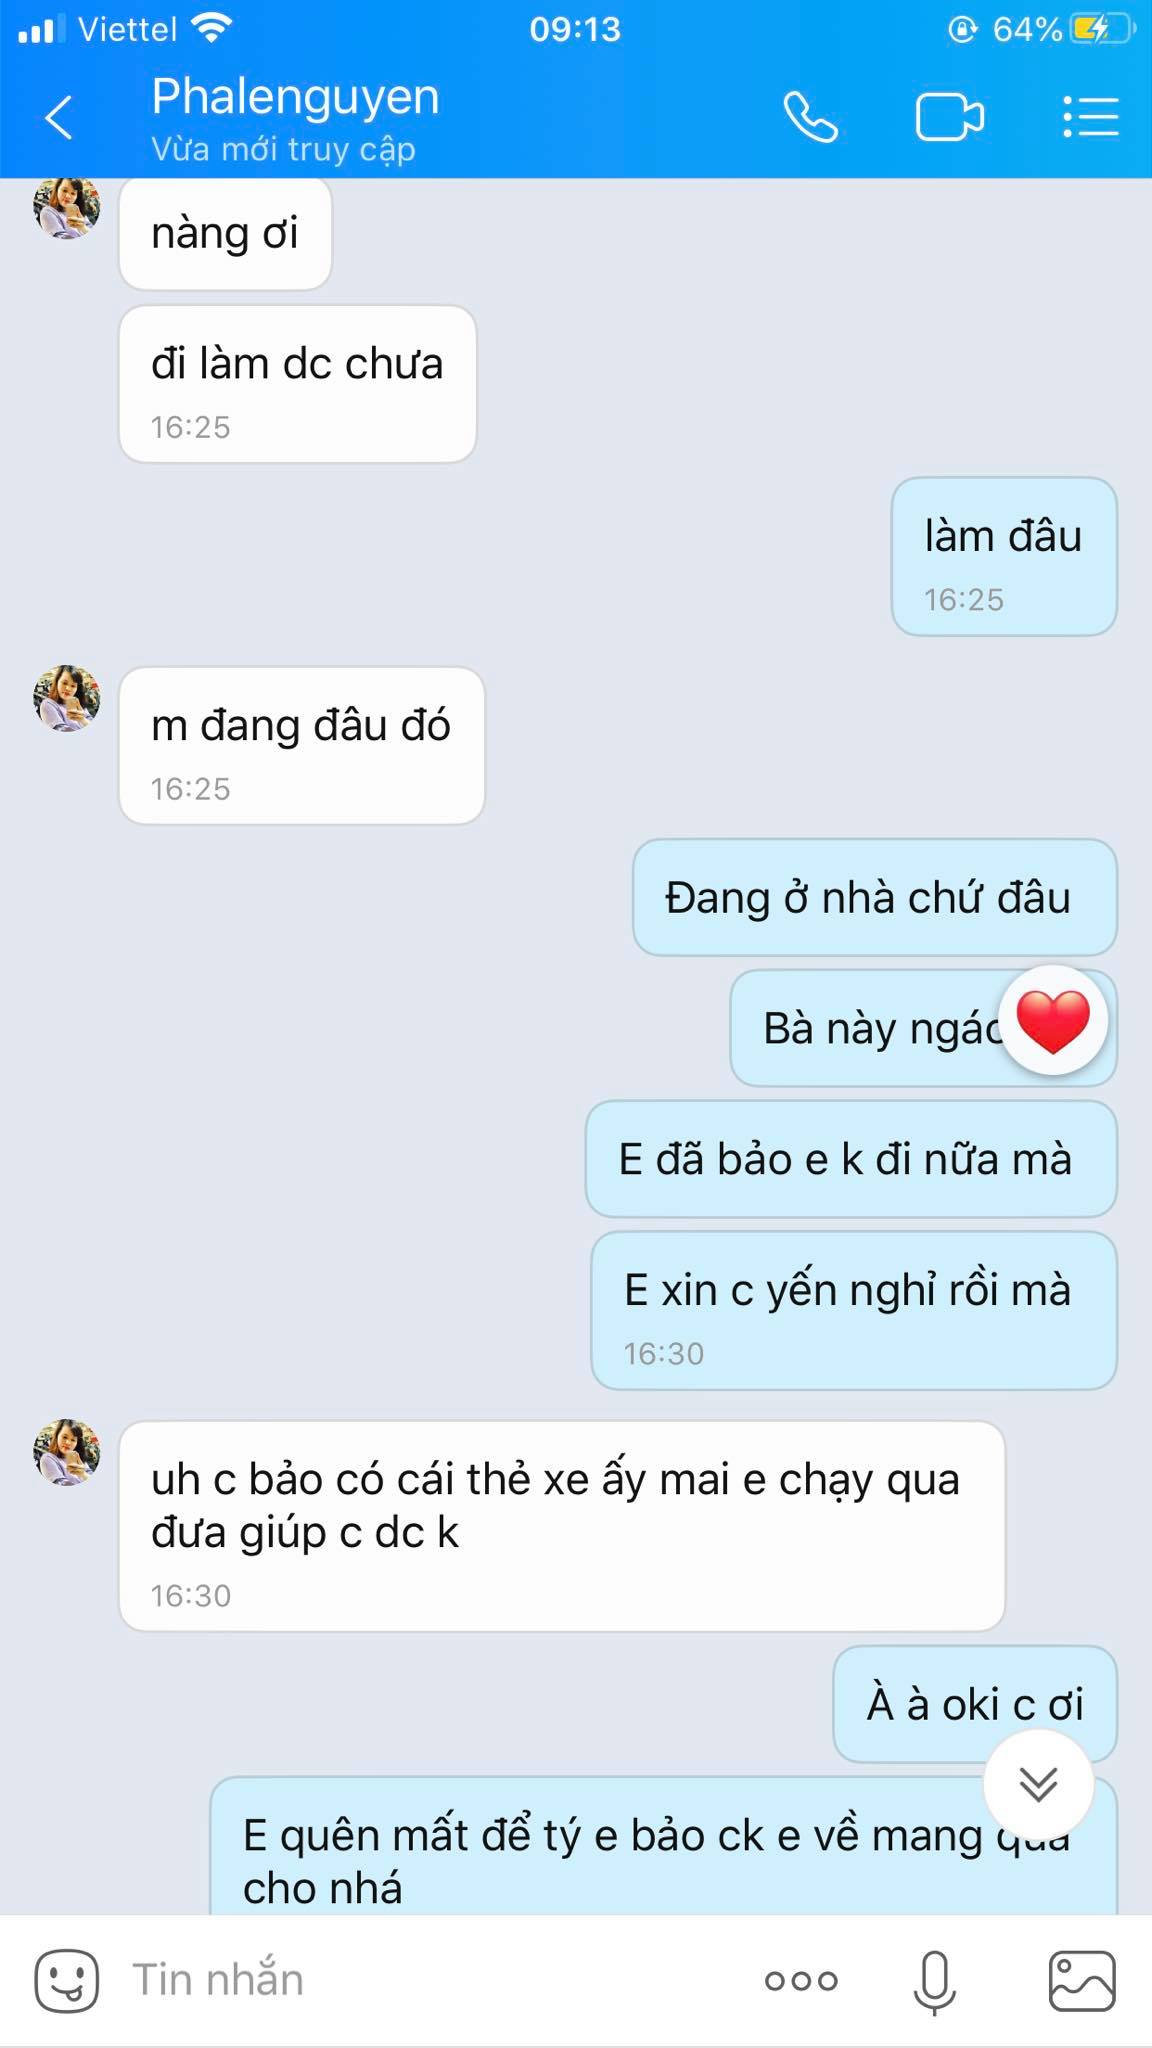 Viettel 09:13 64%
Phalenguyen
Vừa mới truy cập
nàng ơi
đi làm dc chưa
16:25
làm đâu
16:25
m đang đâu đó
16:25
Đang ở nhà chứ đâu
Bà này
E đã bảo e k đi nữa mà
E xin c yến nghỉ rồi mà
16:30
uh c bảo có cái thẻ xe ấy mai e chạy qua
đưa giúp c dc k
16:30
À à oki c ơi
E quên mất để tý e bảo ck e về mang qua
cho nhá
Tin nhắn